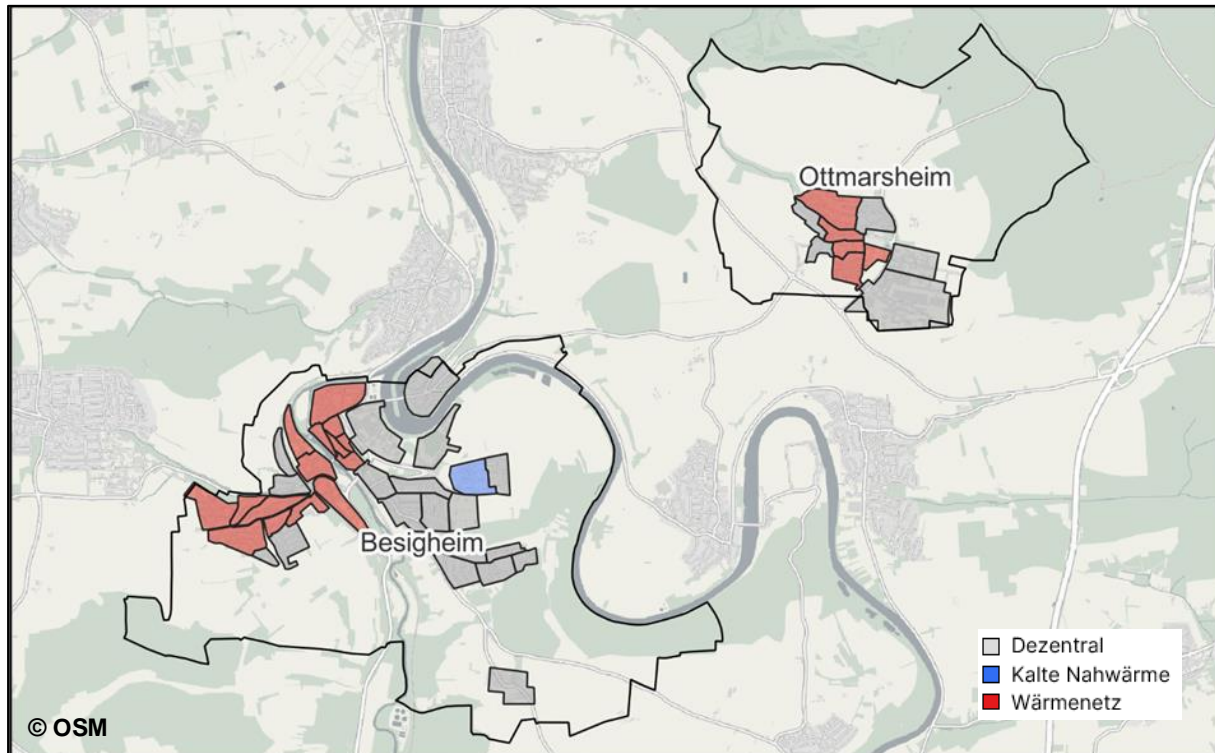 Ottmarsheim
Besigheim
Dezentral
Kalte Nahwärme
Wärmenetz
© OSM